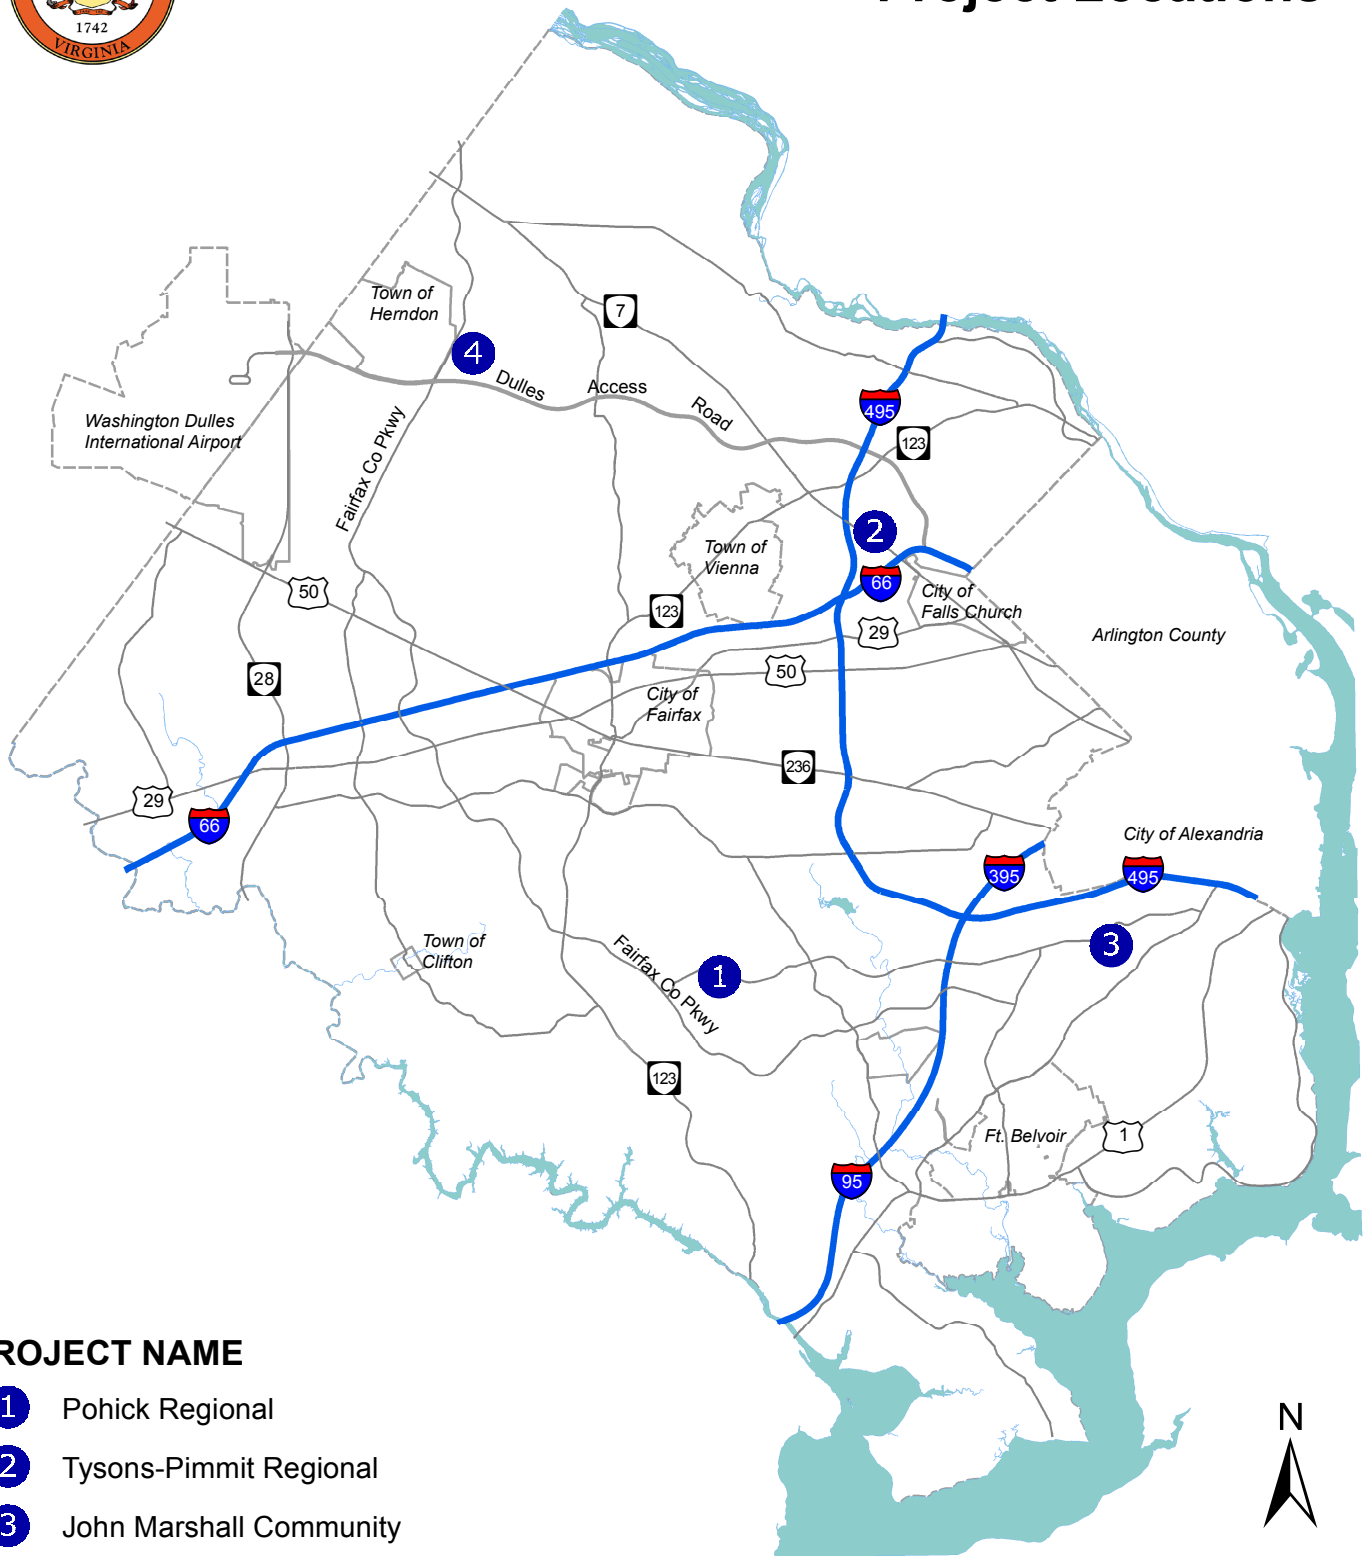 1742
VIRGINIA
Project Locations
Town of
Herndon
7
4
Dulles Access Road
495
123
Washington Dulles
International Airport
Fairfax Co Pkwy
2
Town of
Vienna
66
50
City of
Falls Church
123
29
Arlington County
28
50
City of
Fairfax
236
29
66
City of Alexandria
395
495
Town of
Clifton
3
Fairfax Co Pkwy
1
123
Ft. Belvoir
1
95
ROJECT NAME
1 Pohick Regional
2 Tysons-Pimmit Regional
3 John Marshall Community
N